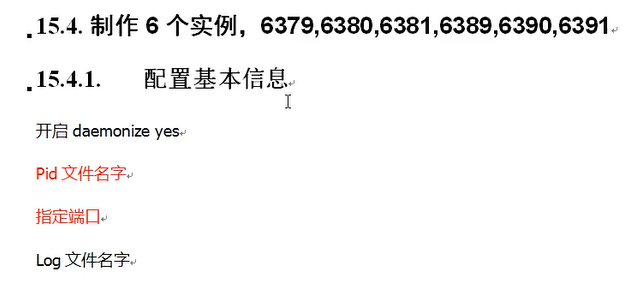 15.4. 制作 6 个实例，6379,6380,6381,6389,6390,6391
15.4.1. 配置基本信息
开启 daemonize yes
Pid 文件名字
指定端口
Log 文件名字